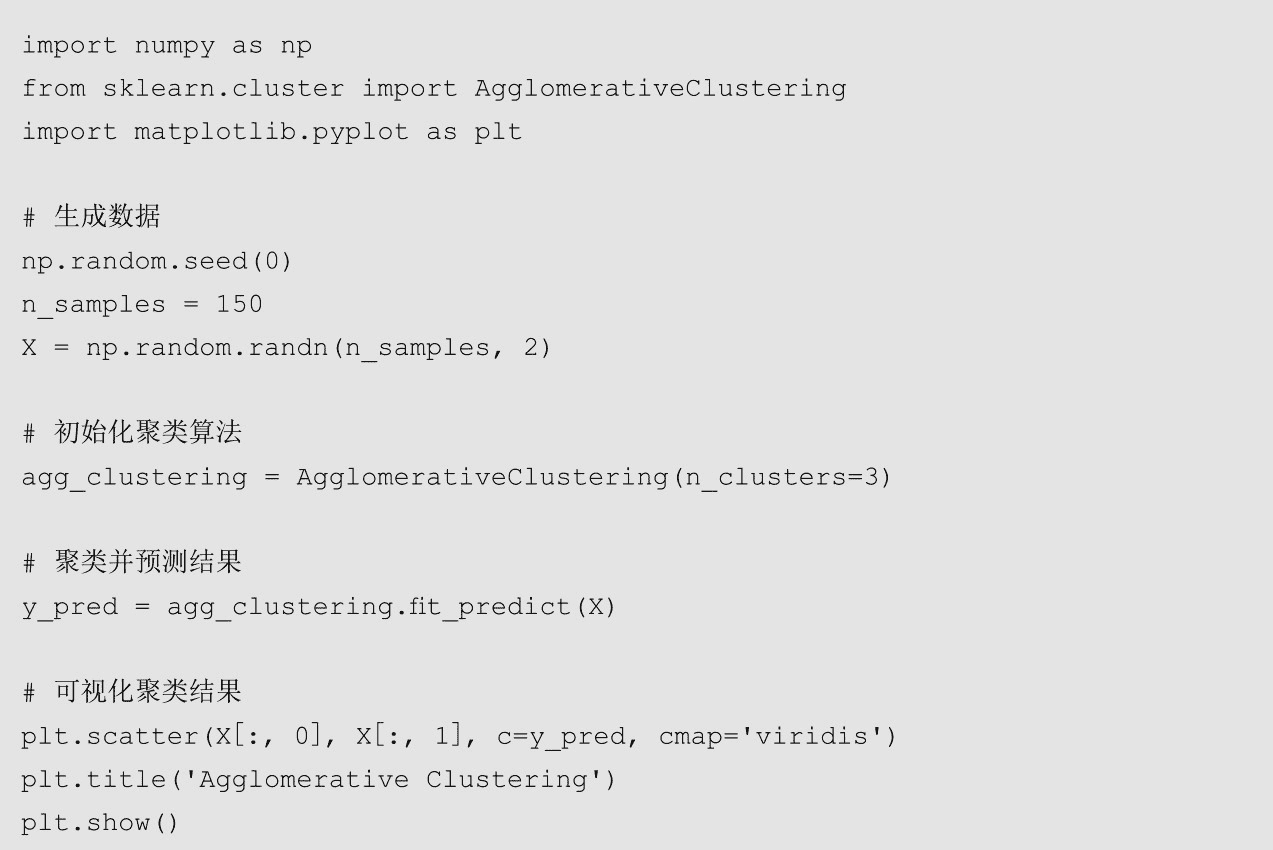 import numpy as np
from sklearn.cluster import AgglomerativeClustering
import matplotlib.pyplot as plt
# 生成数据
np.random.seed(0)
n_samples = 150
X = np.random.randn(n_samples, 2)
# 初始化聚类算法
agg_clustering = AgglomerativeClustering(n_clusters=3)
# 聚类并预测结果
y_pred = agg_clustering.fit_predict(X)
# 可视化聚类结果
plt.scatter(X[:, 0], X[:, 1], c=y_pred, cmap='viridis')
plt.title('Agglomerative Clustering')
plt.show()